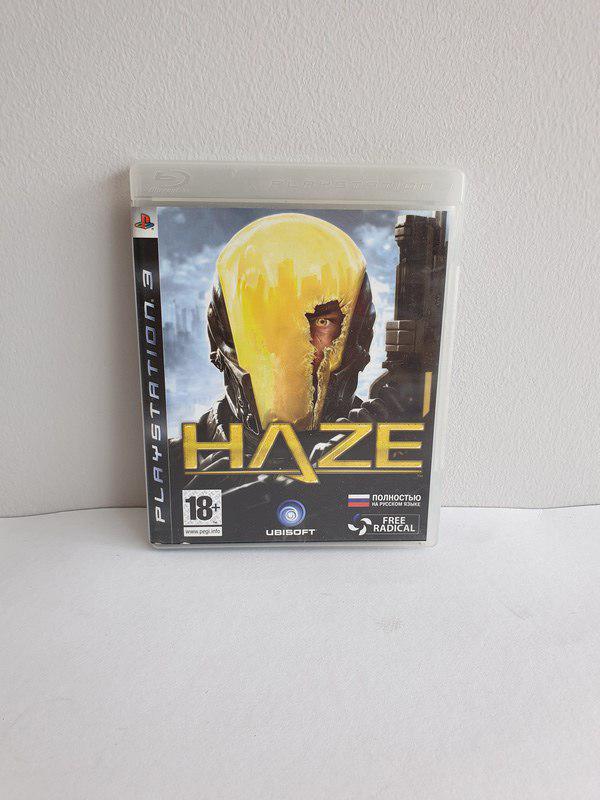 PLAYSTATION
PLAYSTATION 3
HAZE
18+
www.pegi.info
UBISOFT
ПОЛНОСТЬЮ
НА РУССКОМ ЯЗЫКЕ
FREE
RADICAL